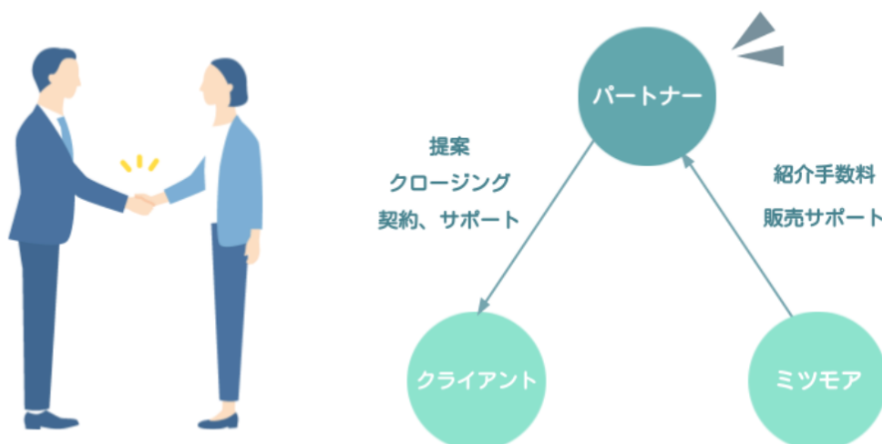 パートナー
提案
クロージング
契約、サポート
紹介手数料
販売サポート
クライアント
ミツモア